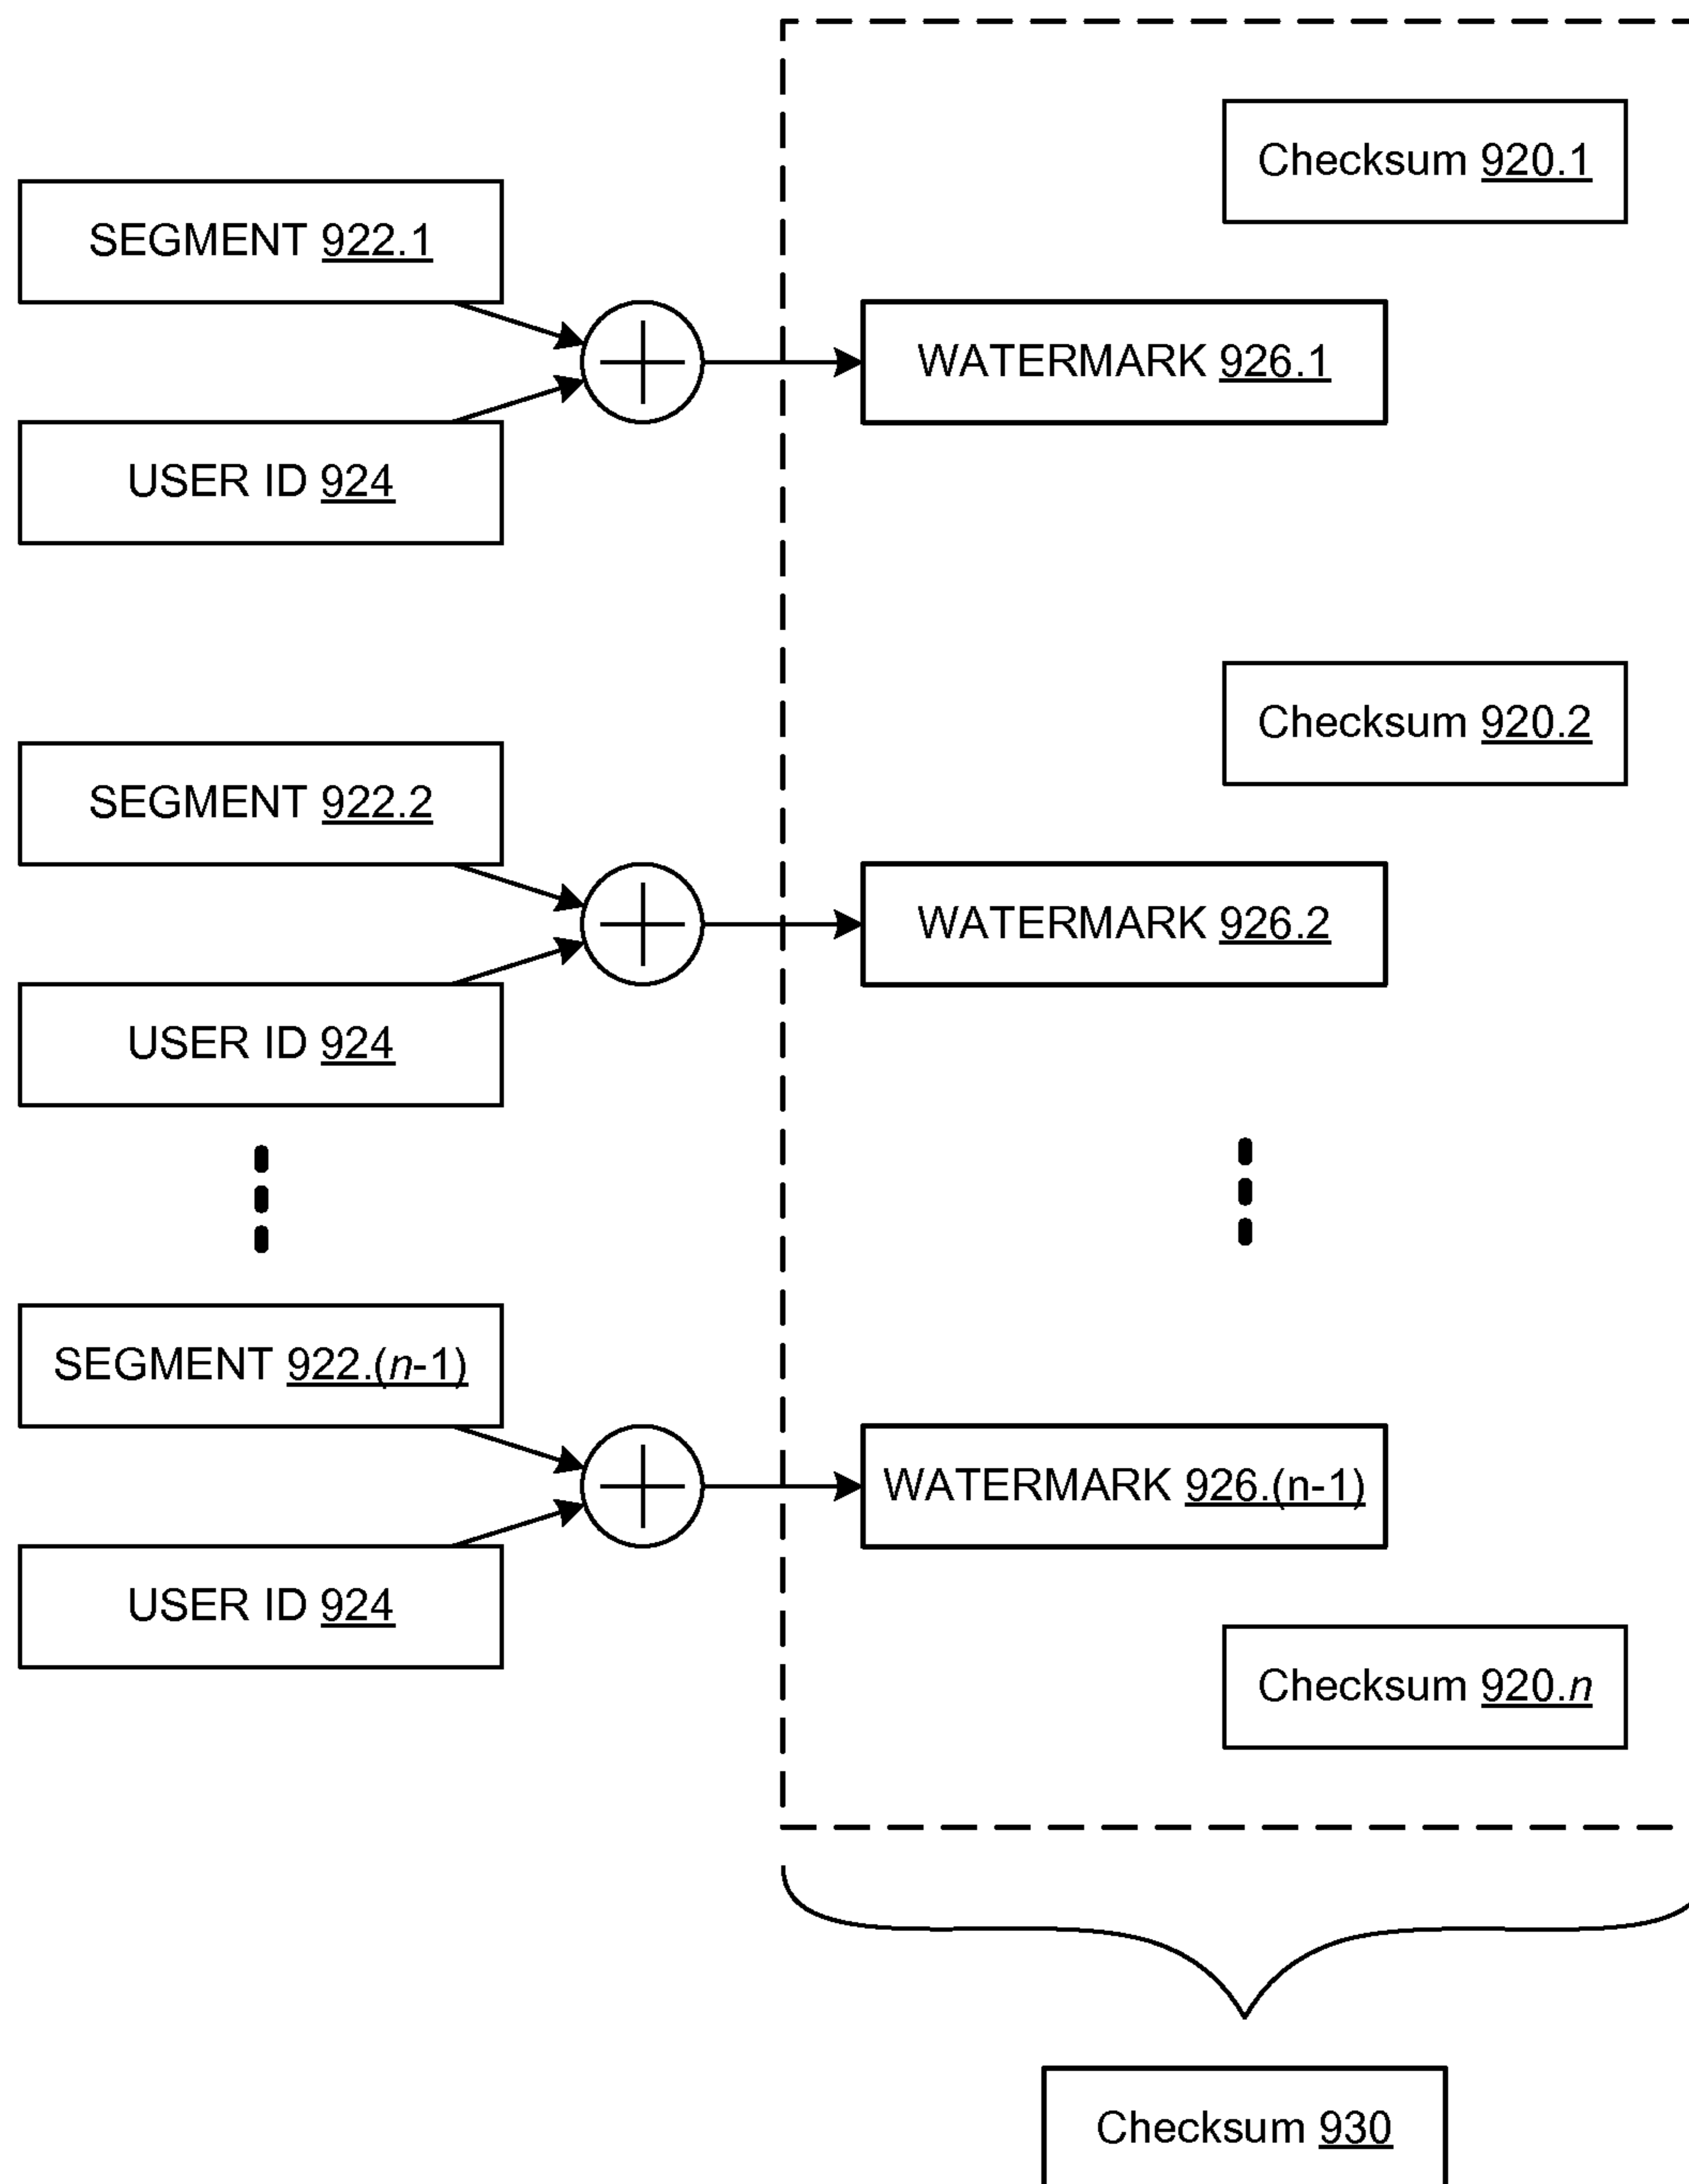 Checksum 920.1
SEGMENT 922.1
WATERMARK 926.1
USER ID 924
Checksum 920.2
SEGMENT 922.2
WATERMARK 926.2
USER ID 924
SEGMENT 922.(n-1)
WATERMARK 926.(n-1)
USER ID 924
Checksum 920.n
Checksum 930